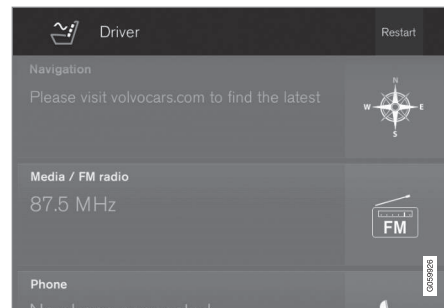 Driver
Restart
Navigation
Please visit volvocars.com to find the latest
N
W
E
S
Media / FM radio
87.5 MHz
FM
Phone
G059926